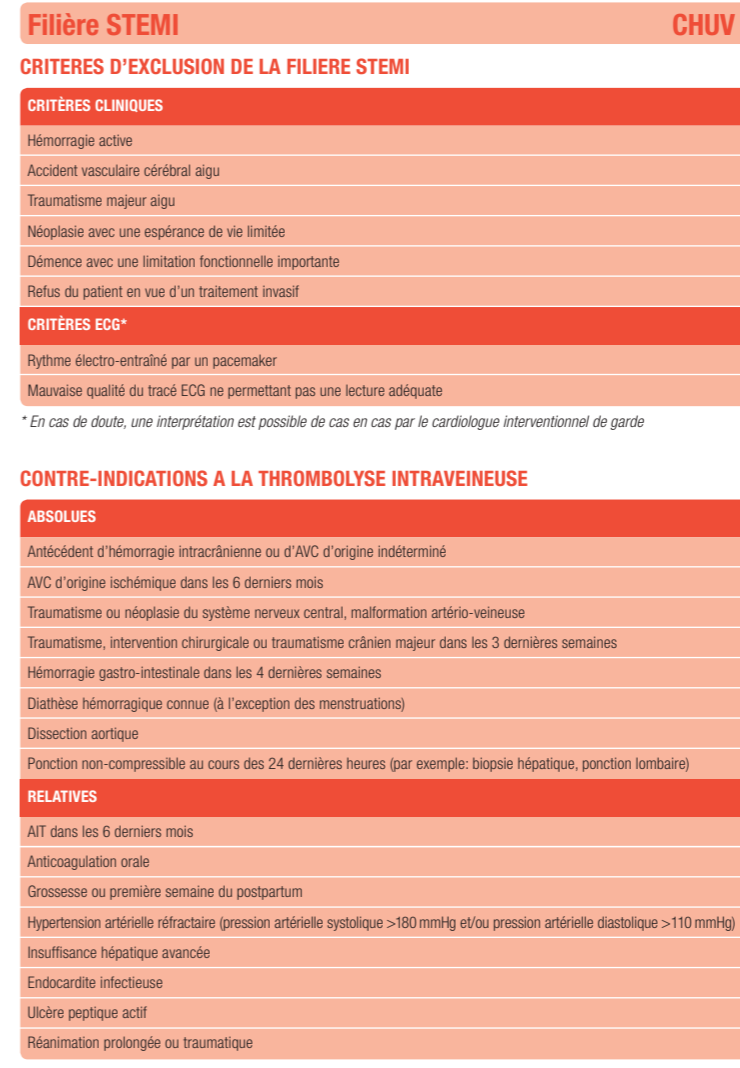 Filière STEMI CHUV
CRITERES D'EXCLUSION DE LA FILIERE STEMI
CRITÈRES CLINIQUES
Hémorragie active
Accident vasculaire cérébral aigu
Traumatisme majeur aigu
Néoplasie avec une espérance de vie limitée
Démence avec une limitation fonctionnelle importante
Refus du patient en vue d'un traitement invasif
CRITÈRES ECG*
Rythme électro-entraîné par un pacemaker
Mauvaise qualité du tracé ECG ne permettant pas une lecture adéquate
* En cas de doute, une interprétation est possible de cas en cas par le cardiologue interventionnel de garde
CONTRE-INDICATIONS A LA THROMBOLYSE INTRAVEINEUSE
ABSOLUES
Antécédent d'hémorragie intracrânienne ou d'AVC d'origine indéterminé
AVC d'origine ischémique dans les 6 derniers mois
Traumatisme ou néoplasie du système nerveux central, malformation artério-veineuse
Traumatisme, intervention chirurgicale ou traumatisme crânien majeur dans les 3 dernières semaines
Hémorragie gastro-intestinale dans les 4 dernières semaines
Diathèse hémorragique connue (à l'exception des menstruations)
Dissection aortique
Ponction non-compressible au cours des 24 dernières heures (par exemple: biopsie hépatique, ponction lombaire)
RELATIVES
AIT dans les 6 derniers mois
Anticoagulation orale
Grossesse ou première semaine du postpartum
Hypertension artérielle réfractaire (pression artérielle systolique >180 mmHg et/ou pression artérielle diastolique >110 mmHg)
Insuffisance hépatique avancée
Endocardite infectieuse
Ulcère peptique actif
Réanimation prolongée ou traumatique